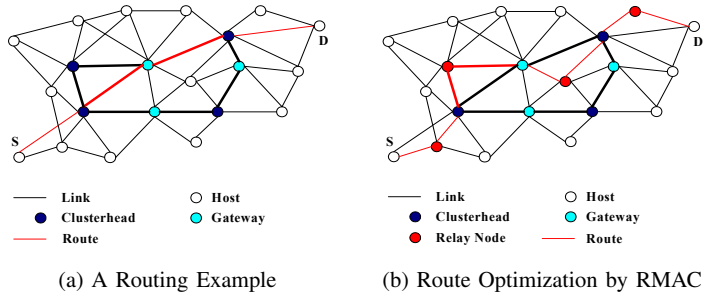 D
S
Link
Host
Clusterhead
Gateway
Route
(a) A Routing Example
D
S
Link
Host
Clusterhead
Gateway
Relay Node
Route
(b) Route Optimization by RMAC